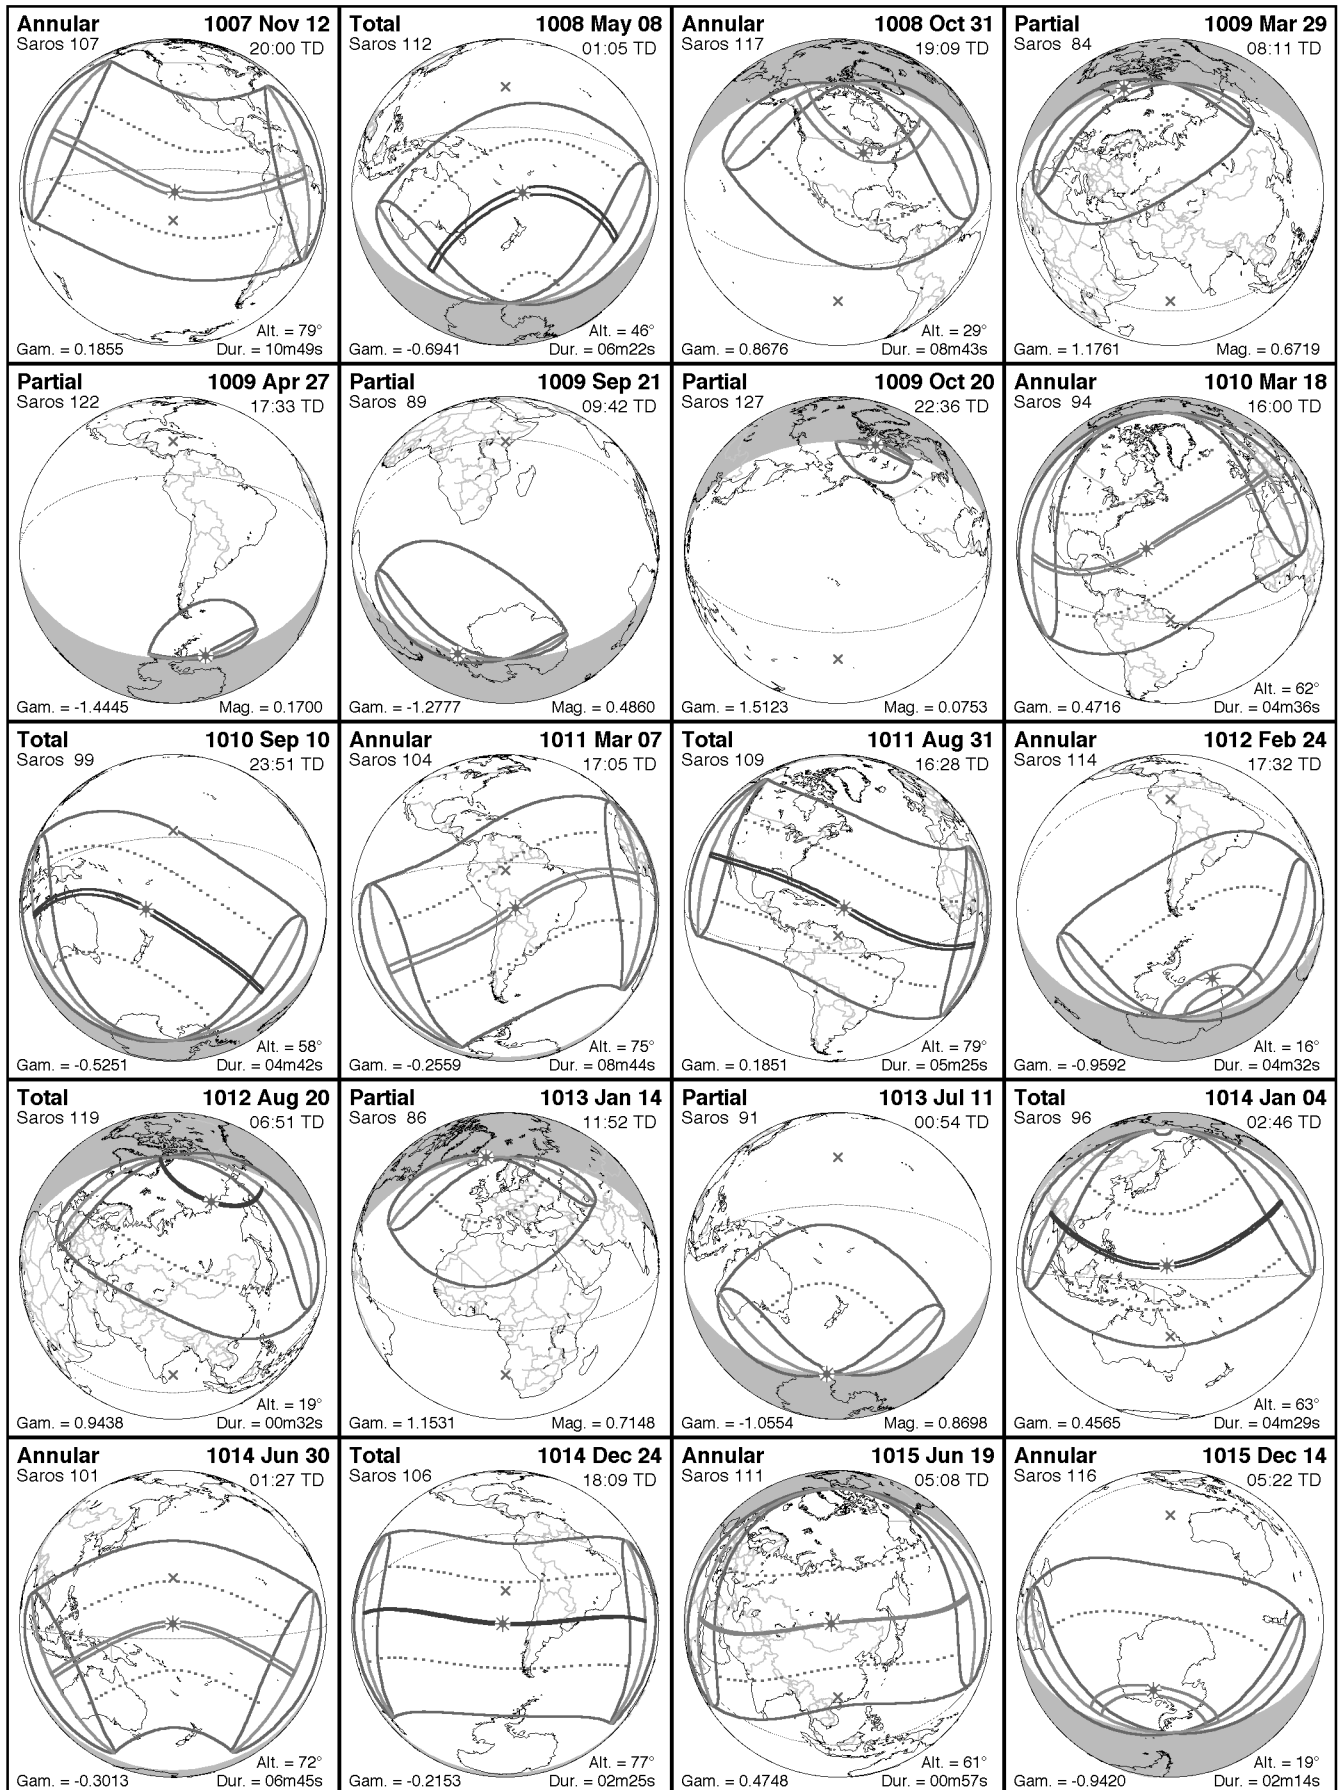 Annular 1007 Nov 12
Saros 107 20:00 TD
Alt. = 79°
Gam. = 0.1855 Dur. = 10m49s
Total 1008 May 08
Saros 112 01:05 TD
Alt. = 46°
Gam. = -0.6941 Dur. = 06m22s
Annular 1008 Oct 31
Saros 117 19:09 TD
Alt. = 29°
Gam. = 0.8676 Dur. = 08m43s
Partial 1009 Mar 29
Saros 84 08:11 TD
Gam. = 1.1761 Mag. = 0.6719
Partial 1009 Apr 27
Saros 122 17:33 TD
Gam. = -1.4445 Mag. = 0.1700
Partial 1009 Sep 21
Saros 89 09:42 TD
Gam. = -1.2777 Mag. = 0.4860
Partial 1009 Oct 20
Saros 127 22:36 TD
Gam. = 1.5123 Mag. = 0.0753
Annular 1010 Mar 18
Saros 94 16:00 TD
Alt. = 62°
Gam. = 0.4716 Dur. = 04m36s
Total 1010 Sep 10
Saros 99 23:51 TD
Alt. = 58°
Gam. = -0.5251 Dur. = 04m42s
Annular 1011 Mar 07
Saros 104 17:05 TD
Alt. = 75°
Gam. = -0.2559 Dur. = 08m44s
Total 1011 Aug 31
Saros 109 16:28 TD
Alt. = 79°
Gam. = 0.1851 Dur. = 05m25s
Annular 1012 Feb 24
Saros 114 17:32 TD
Alt. = 16°
Gam. = -0.9592 Dur. = 04m32s
Total 1012 Aug 20
Saros 119 06:51 TD
Alt. = 19°
Gam. = 0.9438 Dur. = 00m32s
Partial 1013 Jan 14
Saros 86 11:52 TD
Gam. = 1.1531 Mag. = 0.7148
Partial 1013 Jul 11
Saros 91 00:54 TD
Gam. = -1.0554 Mag. = 0.8698
Total 1014 Jan 04
Saros 96 02:46 TD
Alt. = 63°
Gam. = 0.4565 Dur. = 04m29s
Annular 1014 Jun 30
Saros 101 01:27 TD
Alt. = 72°
Gam. = -0.3013 Dur. = 06m45s
Total 1014 Dec 24
Saros 106 18:09 TD
Alt. = 77°
Gam. = -0.2153 Dur. = 02m25s
Annular 1015 Jun 19
Saros 111 05:08 TD
Alt. = 61°
Gam. = 0.4748 Dur. = 00m57s
Annular 1015 Dec 14
Saros 116 05:22 TD
Alt. = 19°
Gam. = -0.9420 Dur. = 02m14s